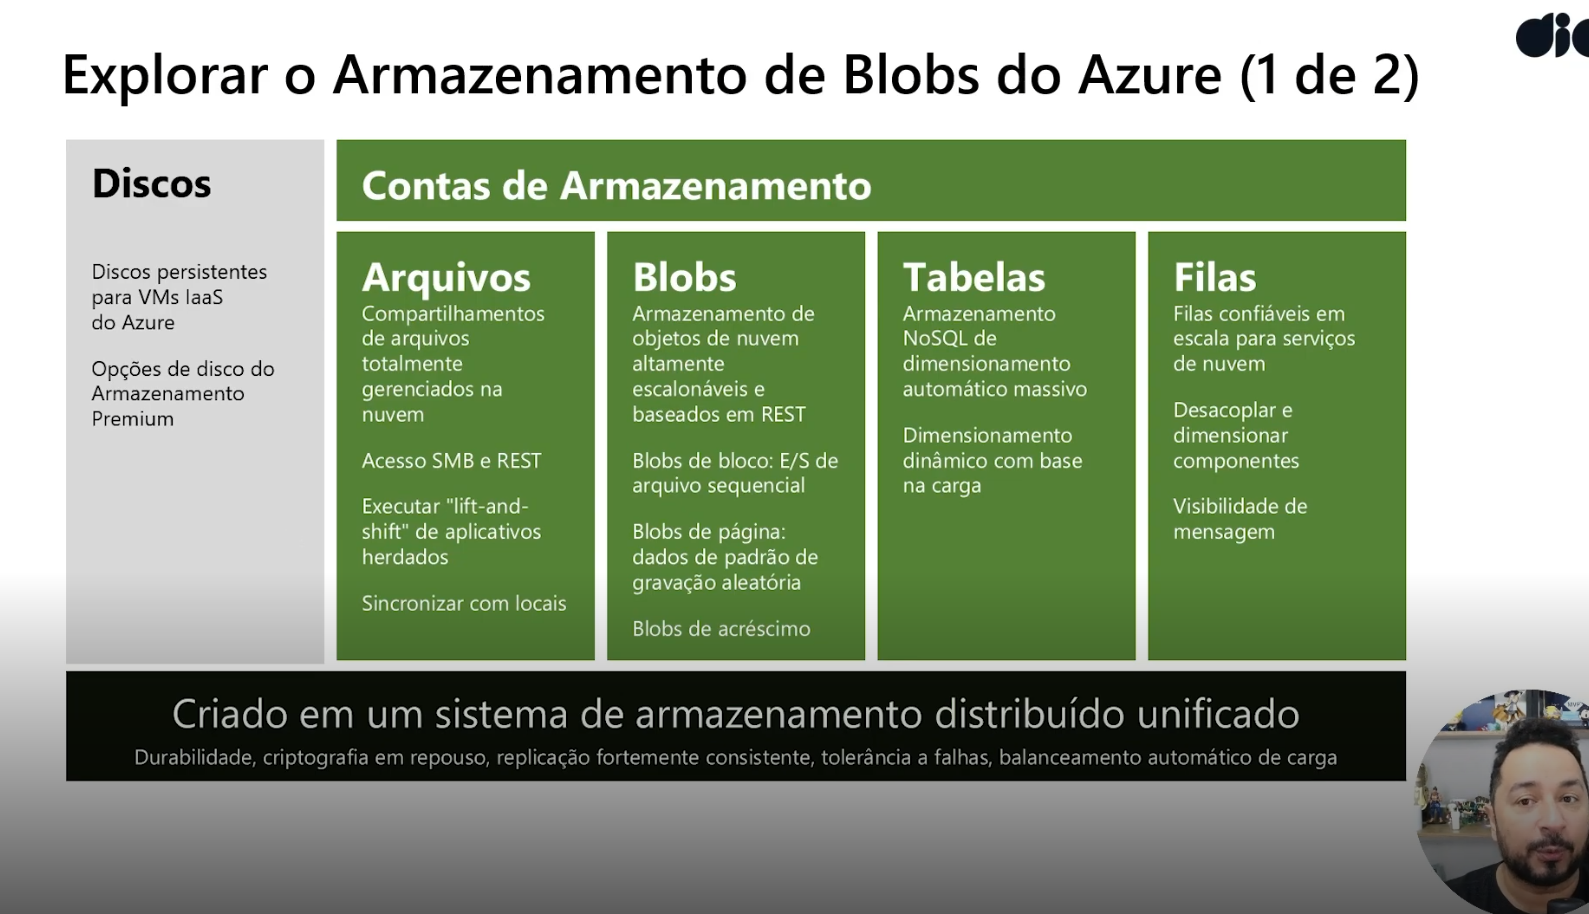 Explorar o Armazenamento de Blobs do Azure (1 de 2)
Discos
Discos persistentes
para VMs IaaS
do Azure
Opções de disco do
Armazenamento
Premium
Contas de Armazenamento
Arquivos
Compartilhamentos
de arquivos
totalmente
gerenciados na
nuvem
Acesso SMB e REST
Executar "lift-and-
shift" de aplicativos
herdados
Sincronizar com locais
Blobs
Armazenamento de
objetos de nuvem
altamente
escalonáveis e
baseados em REST
Blobs de bloco: E/S de
arquivo sequencial
Blobs de página:
dados de padrão de
gravação aleatória
Blobs de acréscimo
Tabelas
Armazenamento
NoSQL de
dimensionamento
automático massivo
Dimensionamento
dinâmico com base
na carga
Filas
Filas confiáveis em
escala para serviços
de nuvem
Desacoplar e
dimensionar
componentes
Visibilidade de
mensagem
Criado em um sistema de armazenamento distribuído unificado
Durabilidade, criptografia em repouso, replicação fortemente consistente, tolerância a falhas, balanceamento automático de carga